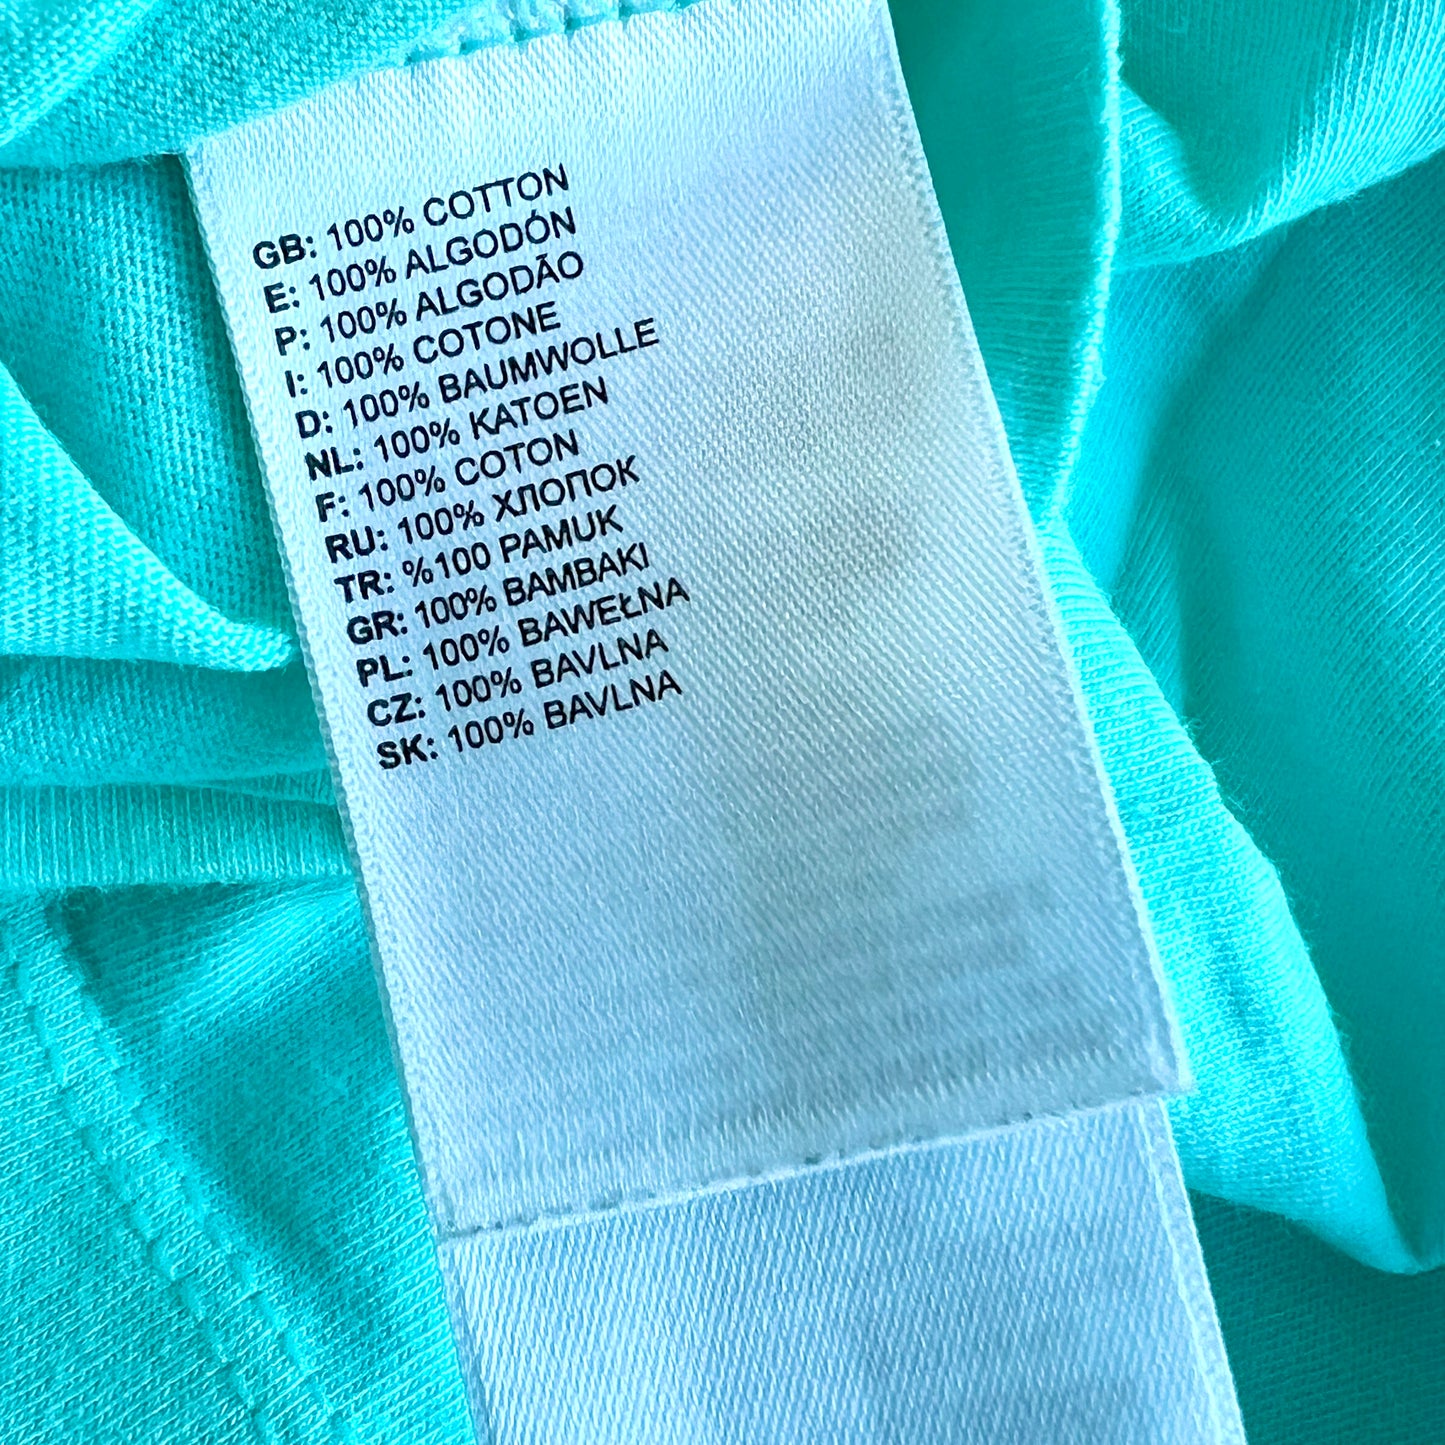 GB: 100% COTTON
E: 100% ALGODÓN
P: 100% ALGODÃO
I: 100% COTONE
D: 100% BAUMWOLLE
NL: 100% KATOEN
F: 100% COTON
RU: 100% ХЛОПОК
TR: %100 PAMUK
GR: 100% BAMBAKI
PL: 100% BAWEŁNA
CZ: 100% BAVLNA
SK: 100% BAVLNA